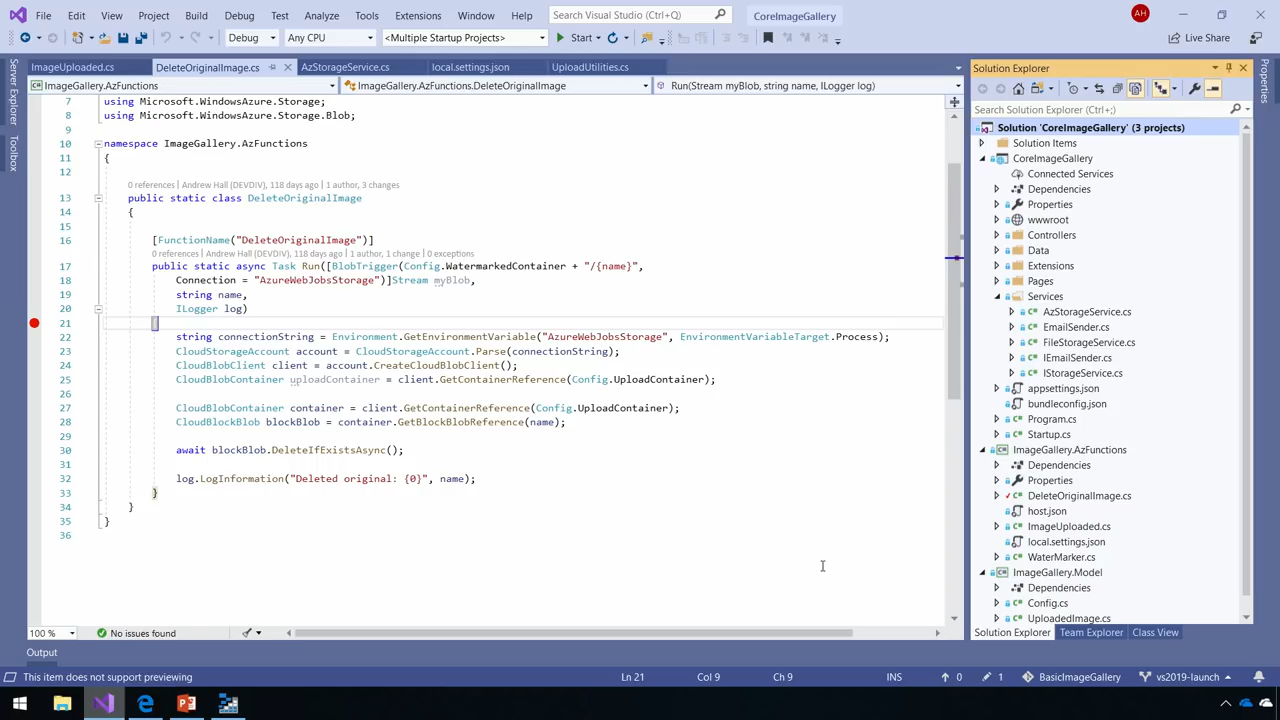 File Edit View Project Build Debug Test Analyze Tools Extensions Window Help Search Visual Studio (Ctrl+Q) CoreImageGallery AH
Debug Any CPU <Multiple Startup Projects> Start Live Share
ImageUploaded.cs DeleteOriginalImage.cs AzStorageService.cs local.settings.json UploadUtilities.cs
ImageGallery.AzFunctions ImageGallery.AzFunctions.DeleteOriginalImage Run(Stream myBlob, string name, ILogger log)
Server Explorer
Toolbox
7 using Microsoft.WindowsAzure.Storage;
8 using Microsoft.WindowsAzure.Storage.Blob;
9
10 namespace ImageGallery.AzFunctions
11 {
12
0 references | Andrew Hall (DEVDIV), 118 days ago | 1 author, 3 changes
13 public static class DeleteOriginalImage
14 {
15
16 [FunctionName("DeleteOriginalImage")]
0 references | Andrew Hall (DEVDIV), 118 days ago | 1 author, 1 change | 0 exceptions
17 public static async Task Run([BlobTrigger(Config.WatermarkedContainer + "/{name}",
18 Connection = "AzureWebJobsStorage")]Stream myBlob,
19 string name,
20 ILogger log)
21 {
22 string connectionString = Environment.GetEnvironmentVariable("AzureWebJobsStorage", EnvironmentVariableTarget.Process);
23 CloudStorageAccount account = CloudStorageAccount.Parse(connectionString);
24 CloudBlobClient client = account.CreateCloudBlobClient();
25 CloudBlobContainer uploadContainer = client.GetContainerReference(Config.UploadContainer);
26
27 CloudBlobContainer container = client.GetContainerReference(Config.UploadContainer);
28 CloudBlockBlob blockBlob = container.GetBlockBlobReference(name);
29
30 await blockBlob.DeleteIfExistsAsync();
31
32 log.LogInformation("Deleted original: {0}", name);
33 }
34 }
35 }
36
100 % No issues found
Output
Solution Explorer
Search Solution Explorer (Ctrl+;)
Solution 'CoreImageGallery' (3 projects)
Solution Items
CoreImageGallery
Connected Services
Dependencies
Properties
wwwroot
Controllers
Data
Extensions
Pages
Services
AzStorageService.cs
EmailSender.cs
FileStorageService.cs
IEmailSender.cs
IStorageService.cs
appsettings.json
bundleconfig.json
Program.cs
Startup.cs
ImageGallery.AzFunctions
Dependencies
Properties
DeleteOriginalImage.cs
host.json
ImageUploaded.cs
local.settings.json
WaterMarker.cs
ImageGallery.Model
Dependencies
Config.cs
UploadedImage.cs
Solution Explorer Team Explorer Class View
Properties
This item does not support previewing Ln 21 Col 9 Ch 9 INS 0 1 BasicImageGallery vs2019-launch